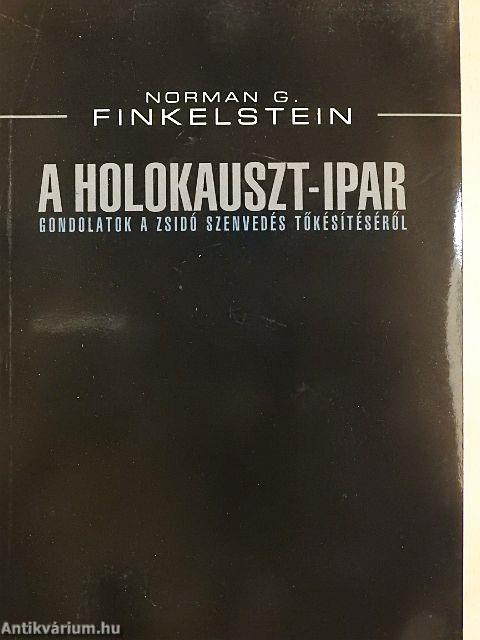 NORMAN G.
FINKELSTEIN
A HOLOKAUSZT-IPAR
GONDOLATOK A ZSIDÓ SZENVEDÉS TŐKÉSÍTÉSÉRŐL
Antikvárium.hu